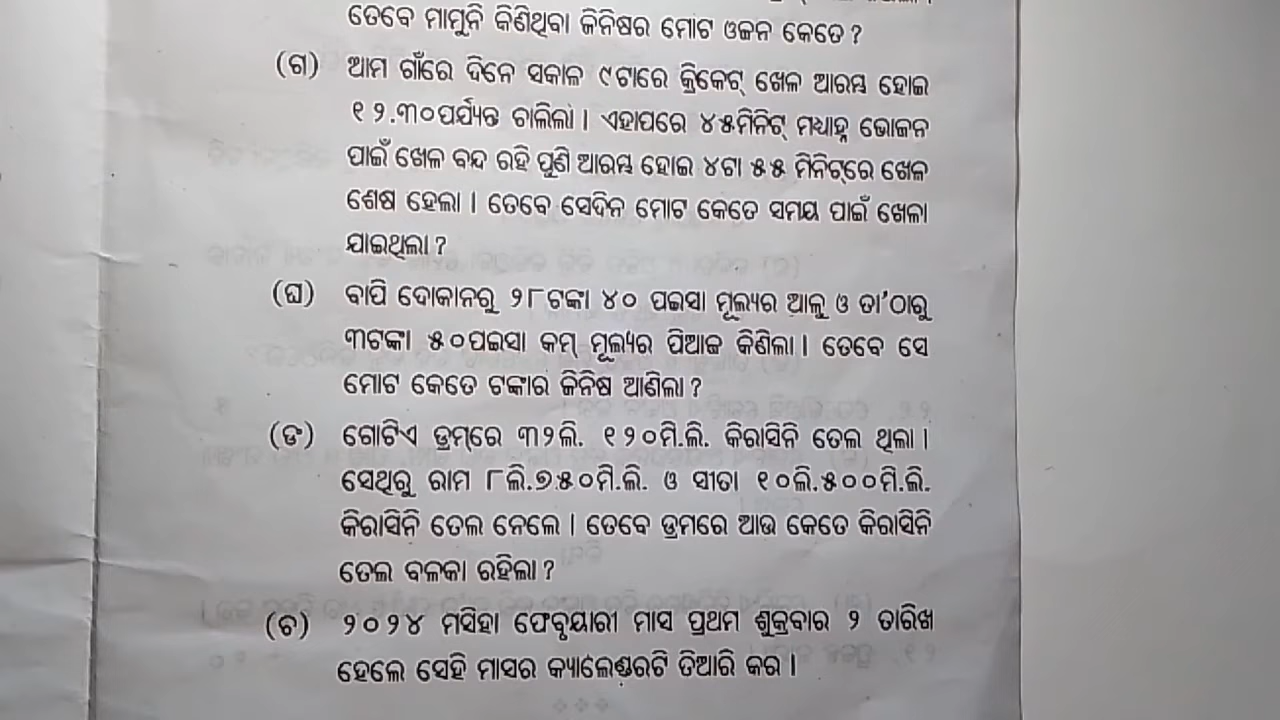 ତେବେ ମାମୁନି କିଣିଥିବା ଜିନିଷର ମୋଟ ଓଜନ କେତେ ?
(ଗ) ଆମ ଗାଁରେ ଦିନେ ସକାଳ ୯ଟାରେ କ୍ରିକେଟ୍ ଖେଳ ଆରମ୍ଭ ହୋଇ
୧୨.୩୦ପର୍ଯ୍ୟନ୍ତ ଚାଲିଲା । ଏହାପରେ ୪୫ମିନିଟ୍ ମଧ୍ୟାହ୍ନ ଭୋଜନ
ପାଇଁ ଖେଳ ବନ୍ଦ ରହି ପୁଣି ଆରମ୍ଭ ହୋଇ ୪ଟା ୫୫ ମିନିଟ୍‌ରେ ଖେଳ
ଶେଷ ହେଲା । ତେବେ ସେଦିନ ମୋଟ କେତେ ସମୟ ପାଇଁ ଖେଳା
ଯାଇଥିଲା ?
(ଘ) ବାପି ଦୋକାନରୁ ୨୮ଟଙ୍କା ୪୦ ପଇସା ମୂଲ୍ୟର ଆଳୁ ଓ ତା'ଠାରୁ
୩ଟଙ୍କା ୫୦ପଇସା କମ୍ ମୂଲ୍ୟର ପିଆଜ କିଣିଲା । ତେବେ ସେ
ମୋଟ କେତେ ଟଙ୍କାର ଜିନିଷ ଆଣିଲା ?
(ଙ) ଗୋଟିଏ ଡ୍ରମ୍‌ରେ ୩୨ଲି. ୧୨୦ମି.ଲି. କିରାସିନି ତେଲ ଥିଲା ।
ସେଥିରୁ ରାମ ୮ଲି.୭୫୦ମି.ଲି. ଓ ସୀତା ୧୦ଲି.୫୦୦ମି.ଲି.
କିରାସିନି ତେଲ ନେଲେ । ତେବେ ଡ୍ରମରେ ଆଉ କେତେ କିରାସିନି
ତେଲ ବଳକା ରହିଲା ?
(ଚ) ୨୦୨୪ ମସିହା ଫେବୃୟାରୀ ମାସ ପ୍ରଥମ ଶୁକ୍ରବାର ୨ ତାରିଖ
ହେଲେ ସେହି ମାସର କ୍ୟାଲେଣ୍ଡରଟି ତିଆରି କର ।